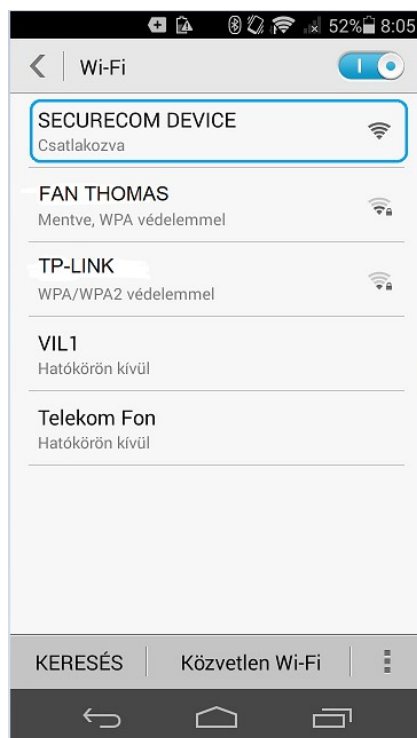 52% 8:05
Wi-Fi
SECURECOM DEVICE
Csatlakozva
FAN THOMAS
Mentve, WPA védelemmel
TP-LINK
WPA/WPA2 védelemmel
VIL1
Hatókörön kívül
Telekom Fon
Hatókörön kívül
KERESÉS Közvetlen Wi-Fi